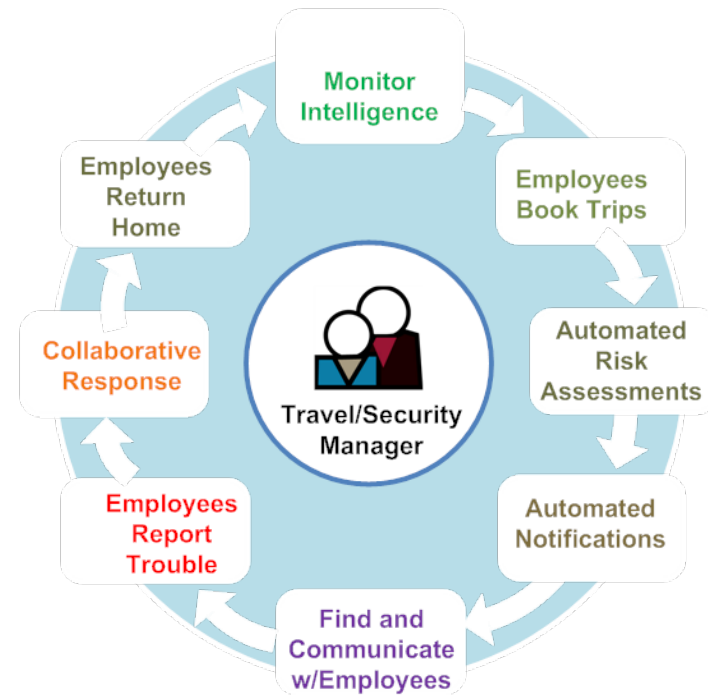 Monitor
Intelligence
Employees
Book Trips
Automated
Risk
Assessments
Automated
Notifications
Find and
Communicate
w/Employees
Employees
Report
Trouble
Collaborative
Response
Employees
Return
Home
Travel/Security
Manager